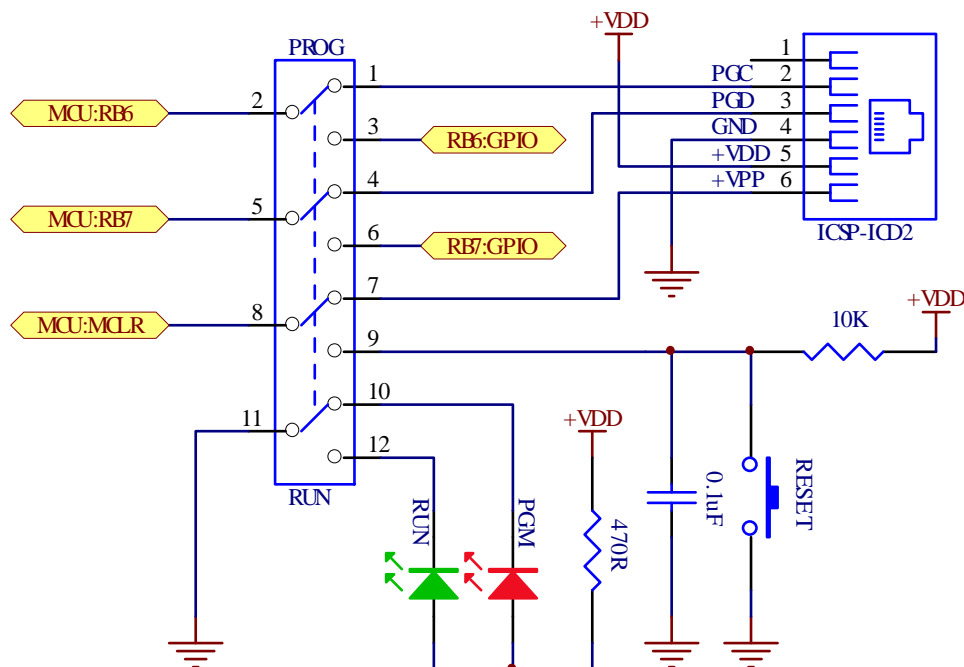 +VDD
PROG
1
1
PGC
2
MCU:RB6
2
PGD
3
3
RB6:GPIO
GND
4
4
+VDD
5
MCU:RB7
5
+VPP
6
6
RB7:GPIO
ICSP-ICD2
7
+VDD
MCU:MCLR
8
10K
9
10
11
+VDD
12
RUN
RUN
PGM
470R
0.1uF
RESET